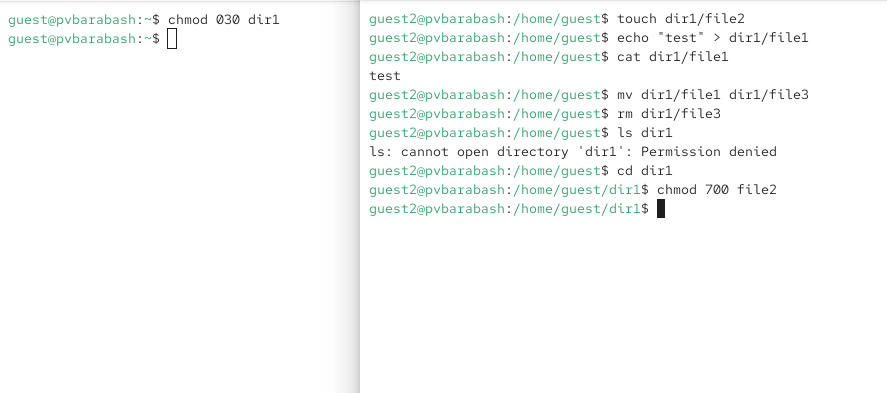 guest@pvbarabash:~$ chmod 030 dir1
guest@pvbarabash:~$
guest2@pvbarabash:/home/guest$ touch dir1/file2
guest2@pvbarabash:/home/guest$ echo "test" > dir1/file1
guest2@pvbarabash:/home/guest$ cat dir1/file1
test
guest2@pvbarabash:/home/guest$ mv dir1/file1 dir1/file3
guest2@pvbarabash:/home/guest$ rm dir1/file3
guest2@pvbarabash:/home/guest$ ls dir1
ls: cannot open directory 'dir1': Permission denied
guest2@pvbarabash:/home/guest$ cd dir1
guest2@pvbarabash:/home/guest/dir1$ chmod 700 file2
guest2@pvbarabash:/home/guest/dir1$